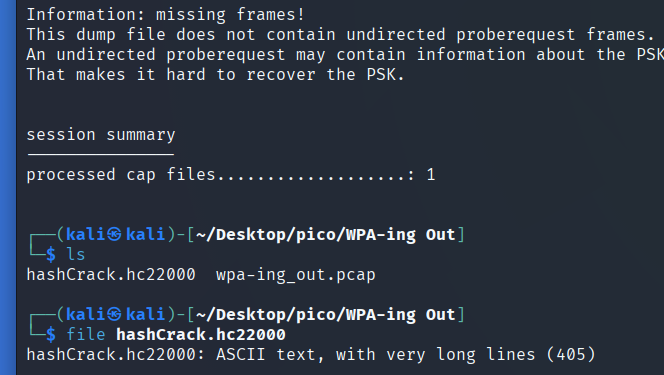 Information: missing frames!
This dump file does not contain undirected proberequest frames.
An undirected proberequest may contain information about the PSK
That makes it hard to recover the PSK.
session summary
---------------
processed cap files...................: 1
┌──(kali㉿kali)-[~/Desktop/pico/WPA-ing Out]
└─$ ls
hashCrack.hc22000  wpa-ing_out.pcap
┌──(kali㉿kali)-[~/Desktop/pico/WPA-ing Out]
└─$ file hashCrack.hc22000
hashCrack.hc22000: ASCII text, with very long lines (405)